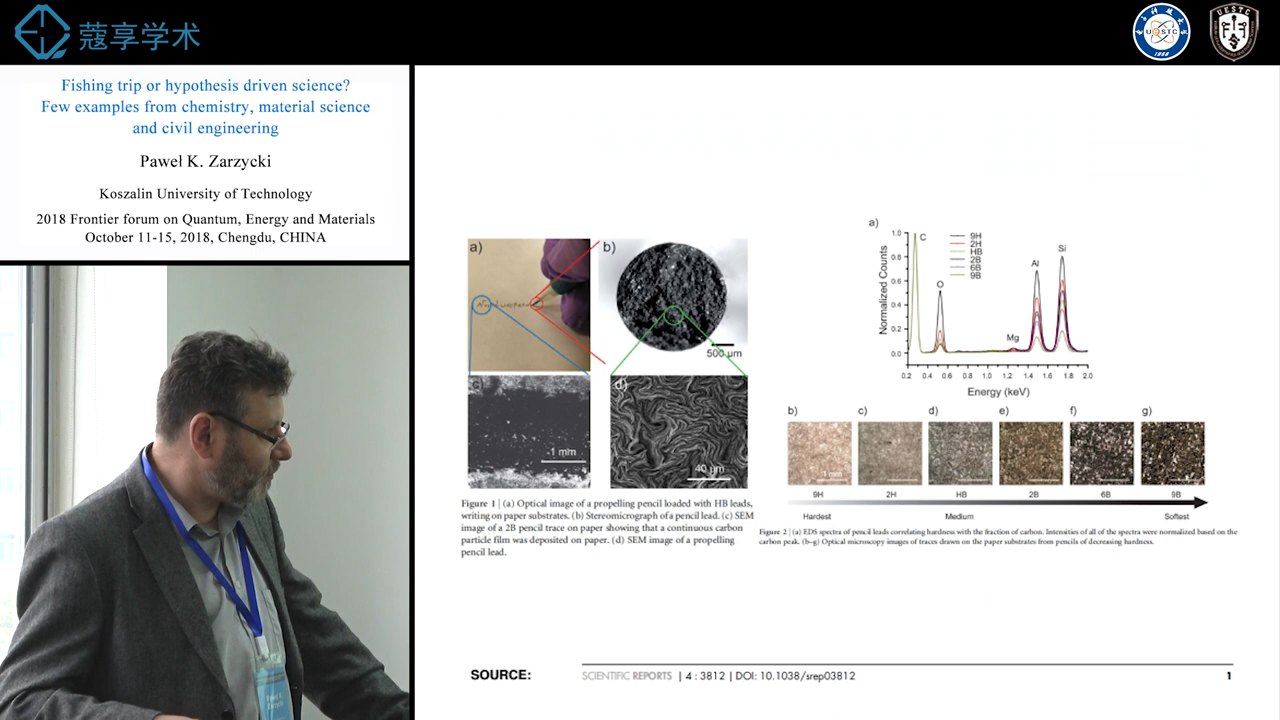 蔻享学术
UESTC
1956
Fishing trip or hypothesis driven science?
Few examples from chemistry, material science
and civil engineering
Paweł K. Zarzycki
Koszalin University of Technology
2018 Frontier forum on Quantum, Energy and Materials
October 11-15, 2018, Chengdu, CHINA
a)
b)
500 µm
c)
1 mm
d)
40 µm
Figure 1 | (a) Optical image of a propelling pencil loaded with HB leads,
writing on paper substrates. (b) Stereomicrograph of a pencil lead. (c) SEM
image of a 2B pencil trace on paper showing that a continuous carbon
particle film was deposited on paper. (d) SEM image of a propelling
pencil lead.
a)
Normalized Counts
1.0
0.8
0.6
0.4
0.2
0.0
C
O
Mg
Al
Si
9H
2H
HB
2B
6B
9B
0.2 0.4 0.6 0.8 1.0 1.2 1.4 1.6 1.8 2.0
Energy (keV)
b) c) d) e) f) g)
1 mm
9H 2H HB 2B 6B 9B
Hardest Medium Softest
Figure 2 | (a) EDS spectra of pencil leads correlating hardness with the fraction of carbon. Intensities of all of the spectra were normalized based on the
carbon peak. (b–g) Optical microscopy images of traces drawn on the paper substrates from pencils of decreasing hardness.
SOURCE: SCIENTIFIC REPORTS | 4 : 3812 | DOI: 10.1038/srep03812 1